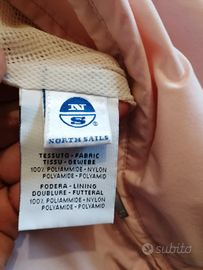 N
S
NORTH SAILS
TESSUTO-FABRIC
TISSU-GEWEBE
100% POLIAMMIDE-NYLON
POLYAMIDE-POLYAMID
FODERA-LINING
DOUBLURE-FUTTERAL
100% POLIAMMIDE-NYLON
POLYAMIDE-POLYAMID
subito